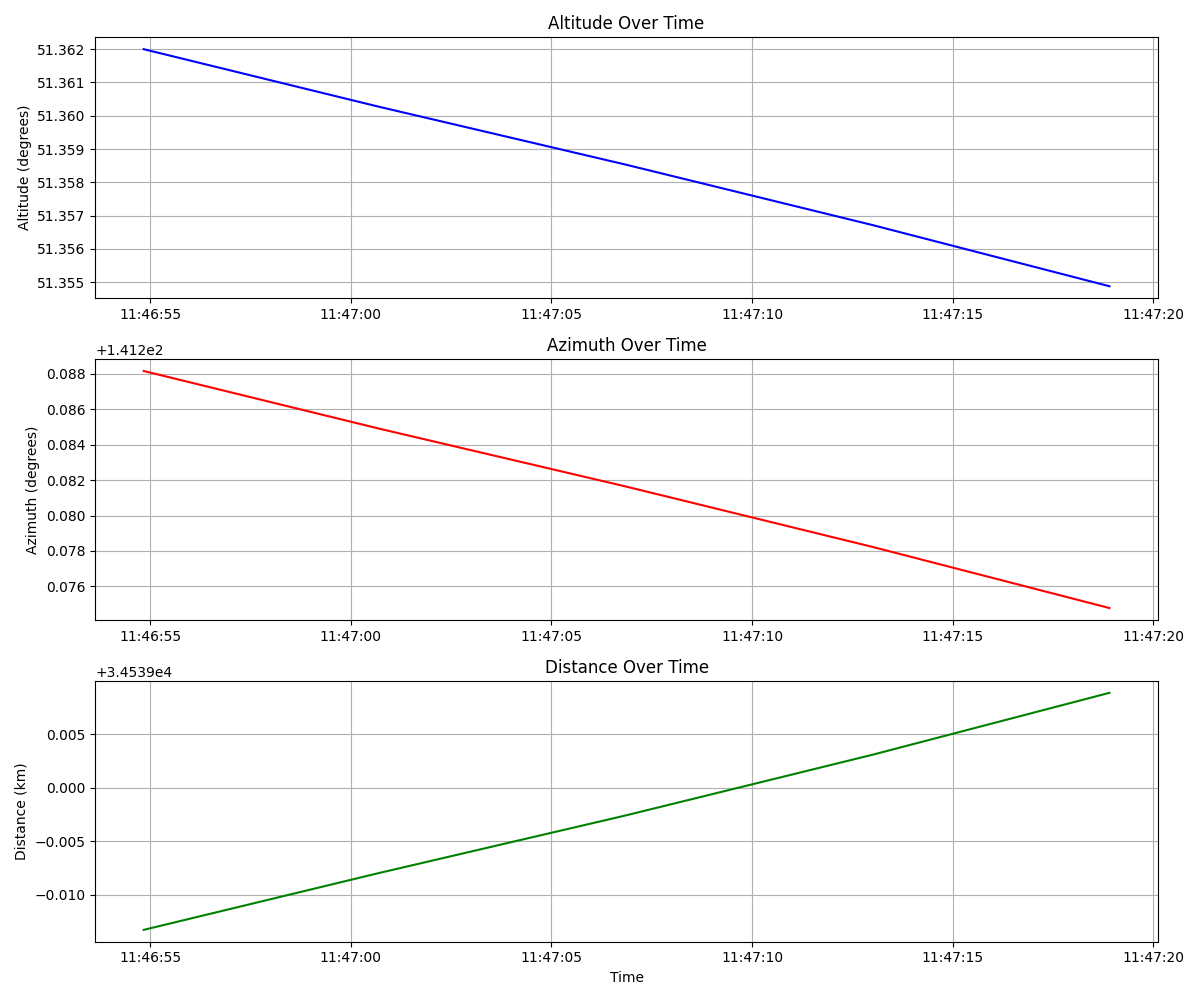 Altitude Over Time
Altitude (degrees)
51.362
51.361
51.360
51.359
51.358
51.357
51.356
51.355
11:46:55 11:47:00 11:47:05 11:47:10 11:47:15 11:47:20
Azimuth Over Time
+1.412e2
Azimuth (degrees)
0.088
0.086
0.084
0.082
0.080
0.078
0.076
11:46:55 11:47:00 11:47:05 11:47:10 11:47:15 11:47:20
Distance Over Time
+3.4539e4
Distance (km)
0.005
0.000
−0.005
−0.010
11:46:55 11:47:00 11:47:05 11:47:10 11:47:15 11:47:20
Time